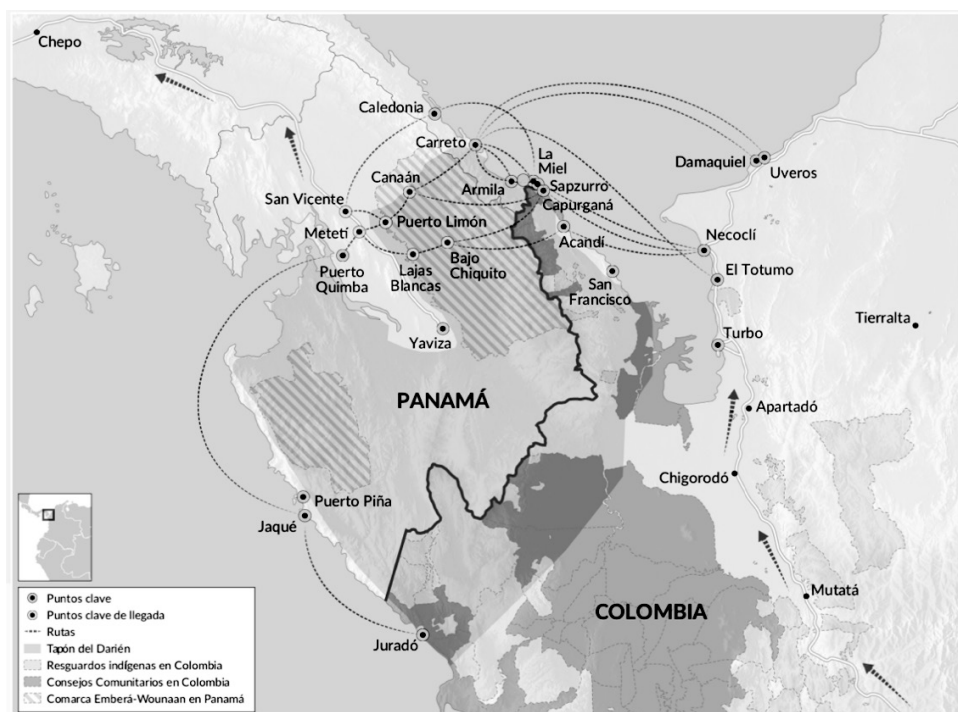 Chepo
Caledonia
Carreto
La
Miel
Damaquiel
Uveros
Canaán
Armila
Sapzurro
Capurganá
San Vicente
Puerto Limón
Metetí
Acandí
Necoclí
Bajo
Chiquito
Lajas
Blancas
Puerto
Quimba
San
Francisco
El Totumo
Yaviza
Turbo
Tierralta
PANAMÁ
Apartadó
Chigorodó
Puerto Piña
Jaqué
Mutatá
COLOMBIA
Juradó
Puntos clave
Puntos clave de llegada
Rutas
Tapón del Darién
Resguardos indígenas en Colombia
Consejos Comunitarios en Colombia
Comarca Emberá-Wounaan en Panamá